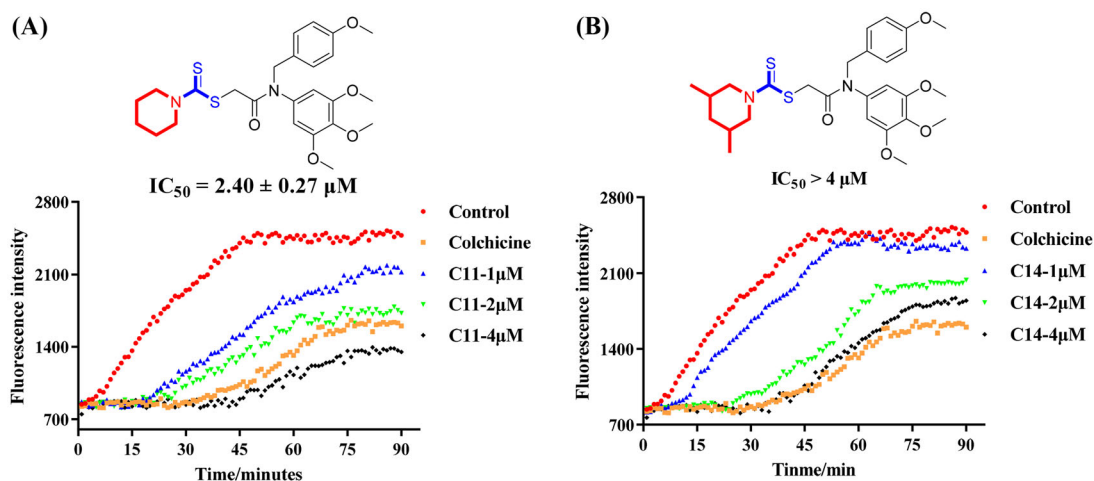 (A)
O
S
N
S
N
O
O
O
O
IC50 = 2.40 ± 0.27 μM
2800
2100
1400
700
Fluorescence intensity
0 15 30 45 60 75 90
Time/minutes
Control
Colchicine
C11-1μM
C11-2μM
C11-4μM
(B)
O
S
N
S
N
O
O
O
O
IC50 > 4 μM
2800
2100
1400
700
Fluorescence intensity
0 15 30 45 60 75 90
Tinme/min
Control
Colchicine
C14-1μM
C14-2μM
C14-4μM